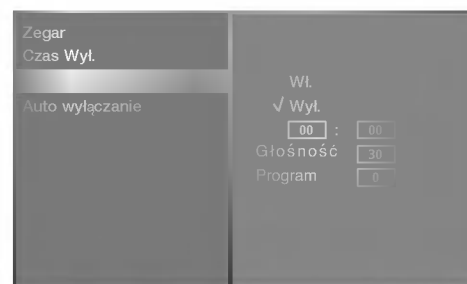 Zegar
Czas Wył.
Auto wyłączanie
Wł.
√ Wył.
00 : 00
Głośność 30
Program 0